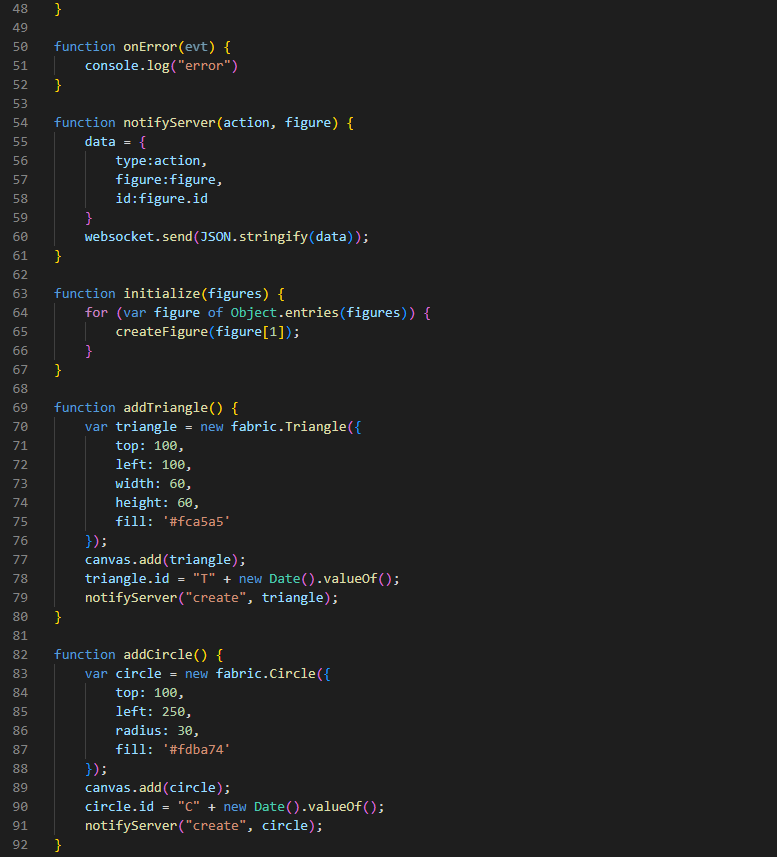 48 }
49
50 function onError(evt) {
51     console.log("error")
52 }
53
54 function notifyServer(action, figure) {
55     data = {
56         type:action,
57         figure:figure,
58         id:figure.id
59     }
60     websocket.send(JSON.stringify(data));
61 }
62
63 function initialize(figures) {
64     for (var figure of Object.entries(figures)) {
65         createFigure(figure[1]);
66     }
67 }
68
69 function addTriangle() {
70     var triangle = new fabric.Triangle({
71         top: 100,
72         left: 100,
73         width: 60,
74         height: 60,
75         fill: '#fca5a5'
76     });
77     canvas.add(triangle);
78     triangle.id = "T" + new Date().valueOf();
79     notifyServer("create", triangle);
80 }
81
82 function addCircle() {
83     var circle = new fabric.Circle({
84         top: 100,
85         left: 250,
86         radius: 30,
87         fill: '#fdba74'
88     });
89     canvas.add(circle);
90     circle.id = "C" + new Date().valueOf();
91     notifyServer("create", circle);
92 }